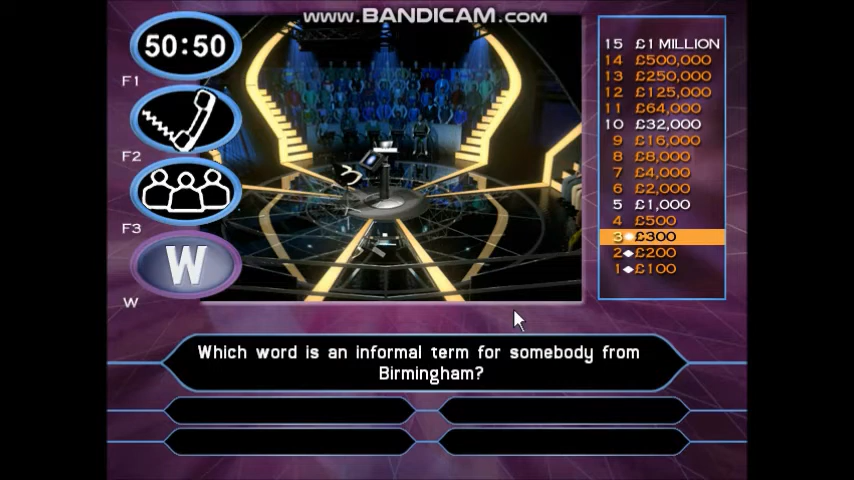 www.BANDICAM.com
50:50
F1
F2
F3
W
W
15 £1 MILLION
14 £500,000
13 £250,000
12 £125,000
11 £64,000
10 £32,000
9 £16,000
8 £8,000
7 £4,000
6 £2,000
5 £1,000
4 £500
3 £300
2 £200
1 £100
Which word is an informal term for somebody from
Birmingham?